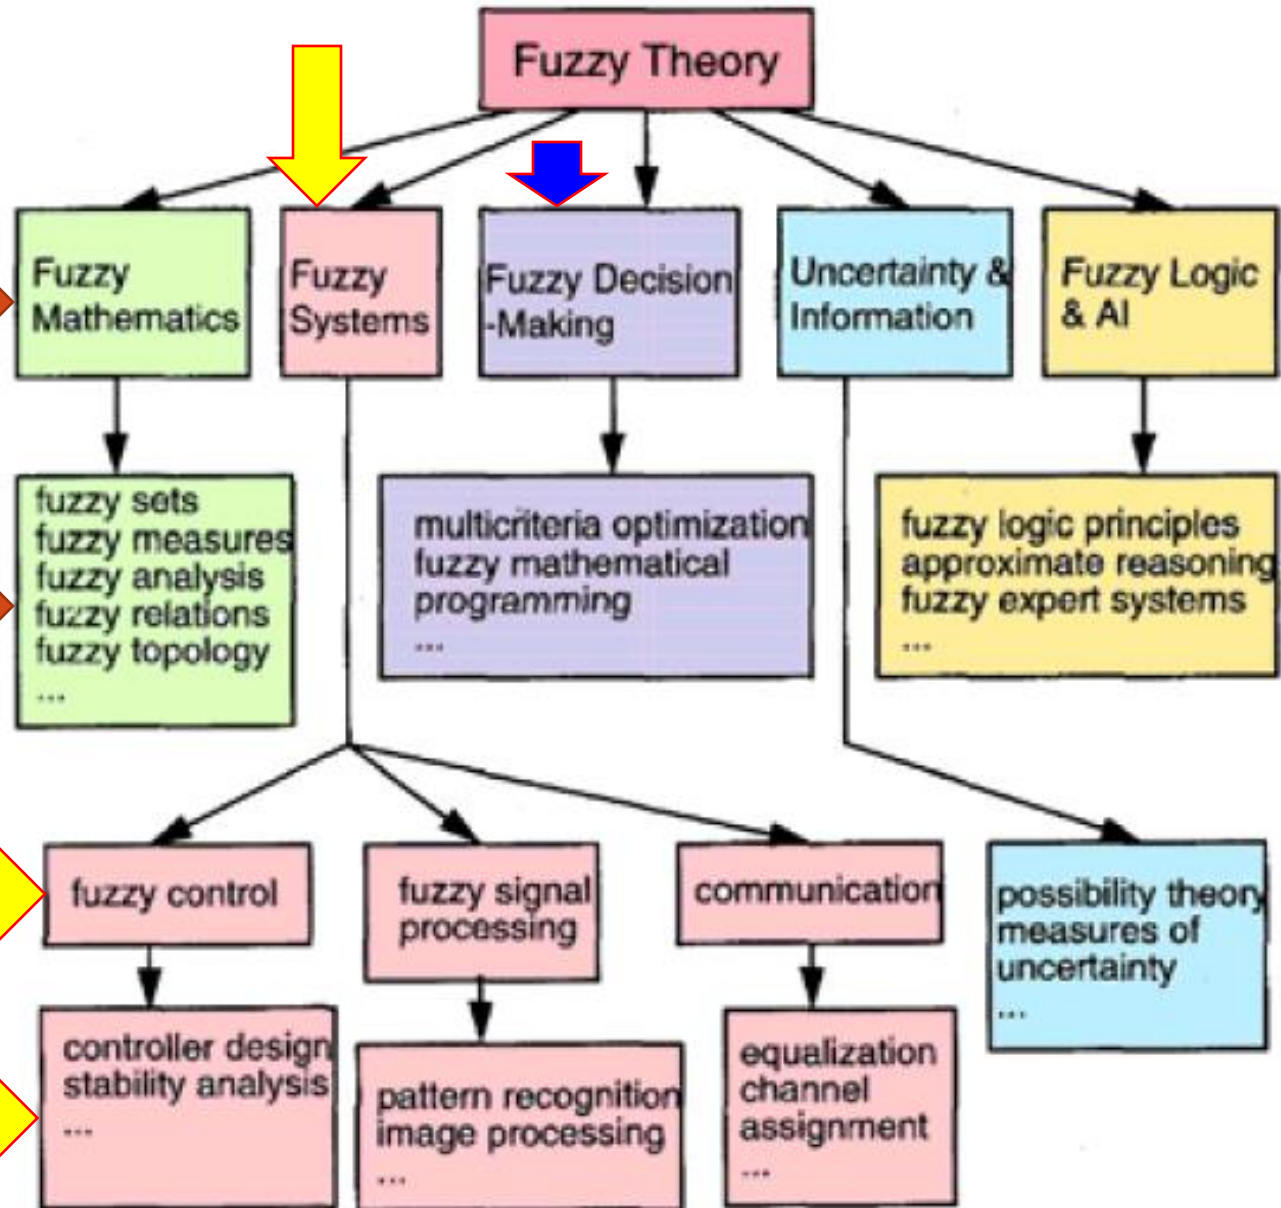 Fuzzy Theory
Fuzzy
Mathematics
Fuzzy
Systems
Fuzzy Decision
-Making
Uncertainty &
Information
Fuzzy Logic
& AI
fuzzy sets
fuzzy measures
fuzzy analysis
fuzzy relations
fuzzy topology
...
multicriteria optimization
fuzzy mathematical
programming
...
fuzzy logic principles
approximate reasoning
fuzzy expert systems
...
fuzzy control
fuzzy signal
processing
communication
possibility theory
measures of
uncertainty
...
controller design
stability analysis
...
pattern recognition
image processing
...
equalization
channel
assignment
...